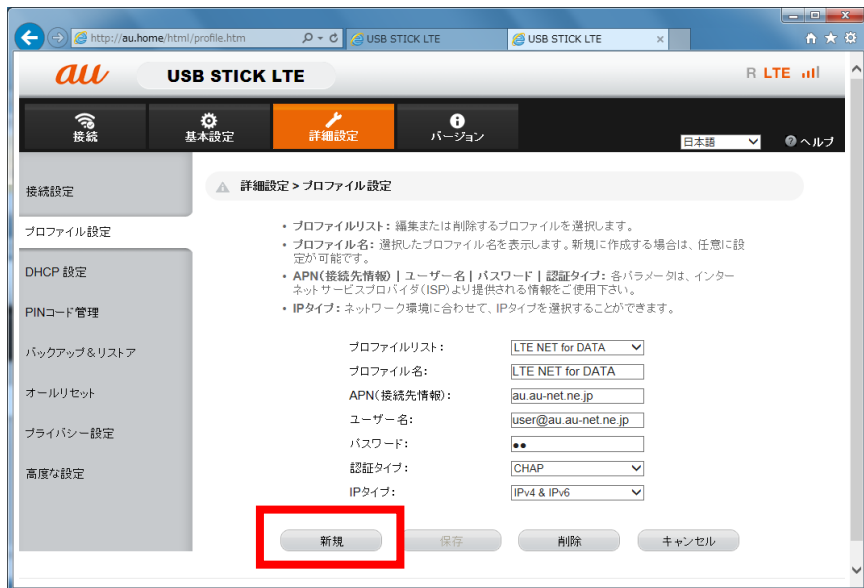 http://au.home/html/profile.htm
USB STICK LTE
USB STICK LTE
au
USB STICK LTE
R LTE
接続
基本設定
詳細設定
バージョン
日本語
ヘルプ
接続設定
プロファイル設定
DHCP 設定
PINコード管理
バックアップ＆リストア
オールリセット
プライバシー設定
高度な設定
詳細設定 > プロファイル設定
• プロファイルリスト: 編集または削除するプロファイルを選択します。
• プロファイル名: 選択したプロファイル名を表示します。新規に作成する場合は、任意に設
定が可能です。
• APN(接続先情報) | ユーザー名 | パスワード | 認証タイプ: 各パラメータは、インター
ネットサービスプロバイダ(ISP)より提供される情報をご使用下さい。
• IPタイプ: ネットワーク環境に合わせて、IPタイプを選択することができます。
プロファイルリスト: LTE NET for DATA
プロファイル名: LTE NET for DATA
APN(接続先情報): au.au-net.ne.jp
ユーザー名: user@au.au-net.ne.jp
パスワード: ●●
認証タイプ: CHAP
IPタイプ: IPv4 & IPv6
新規
保存
削除
キャンセル